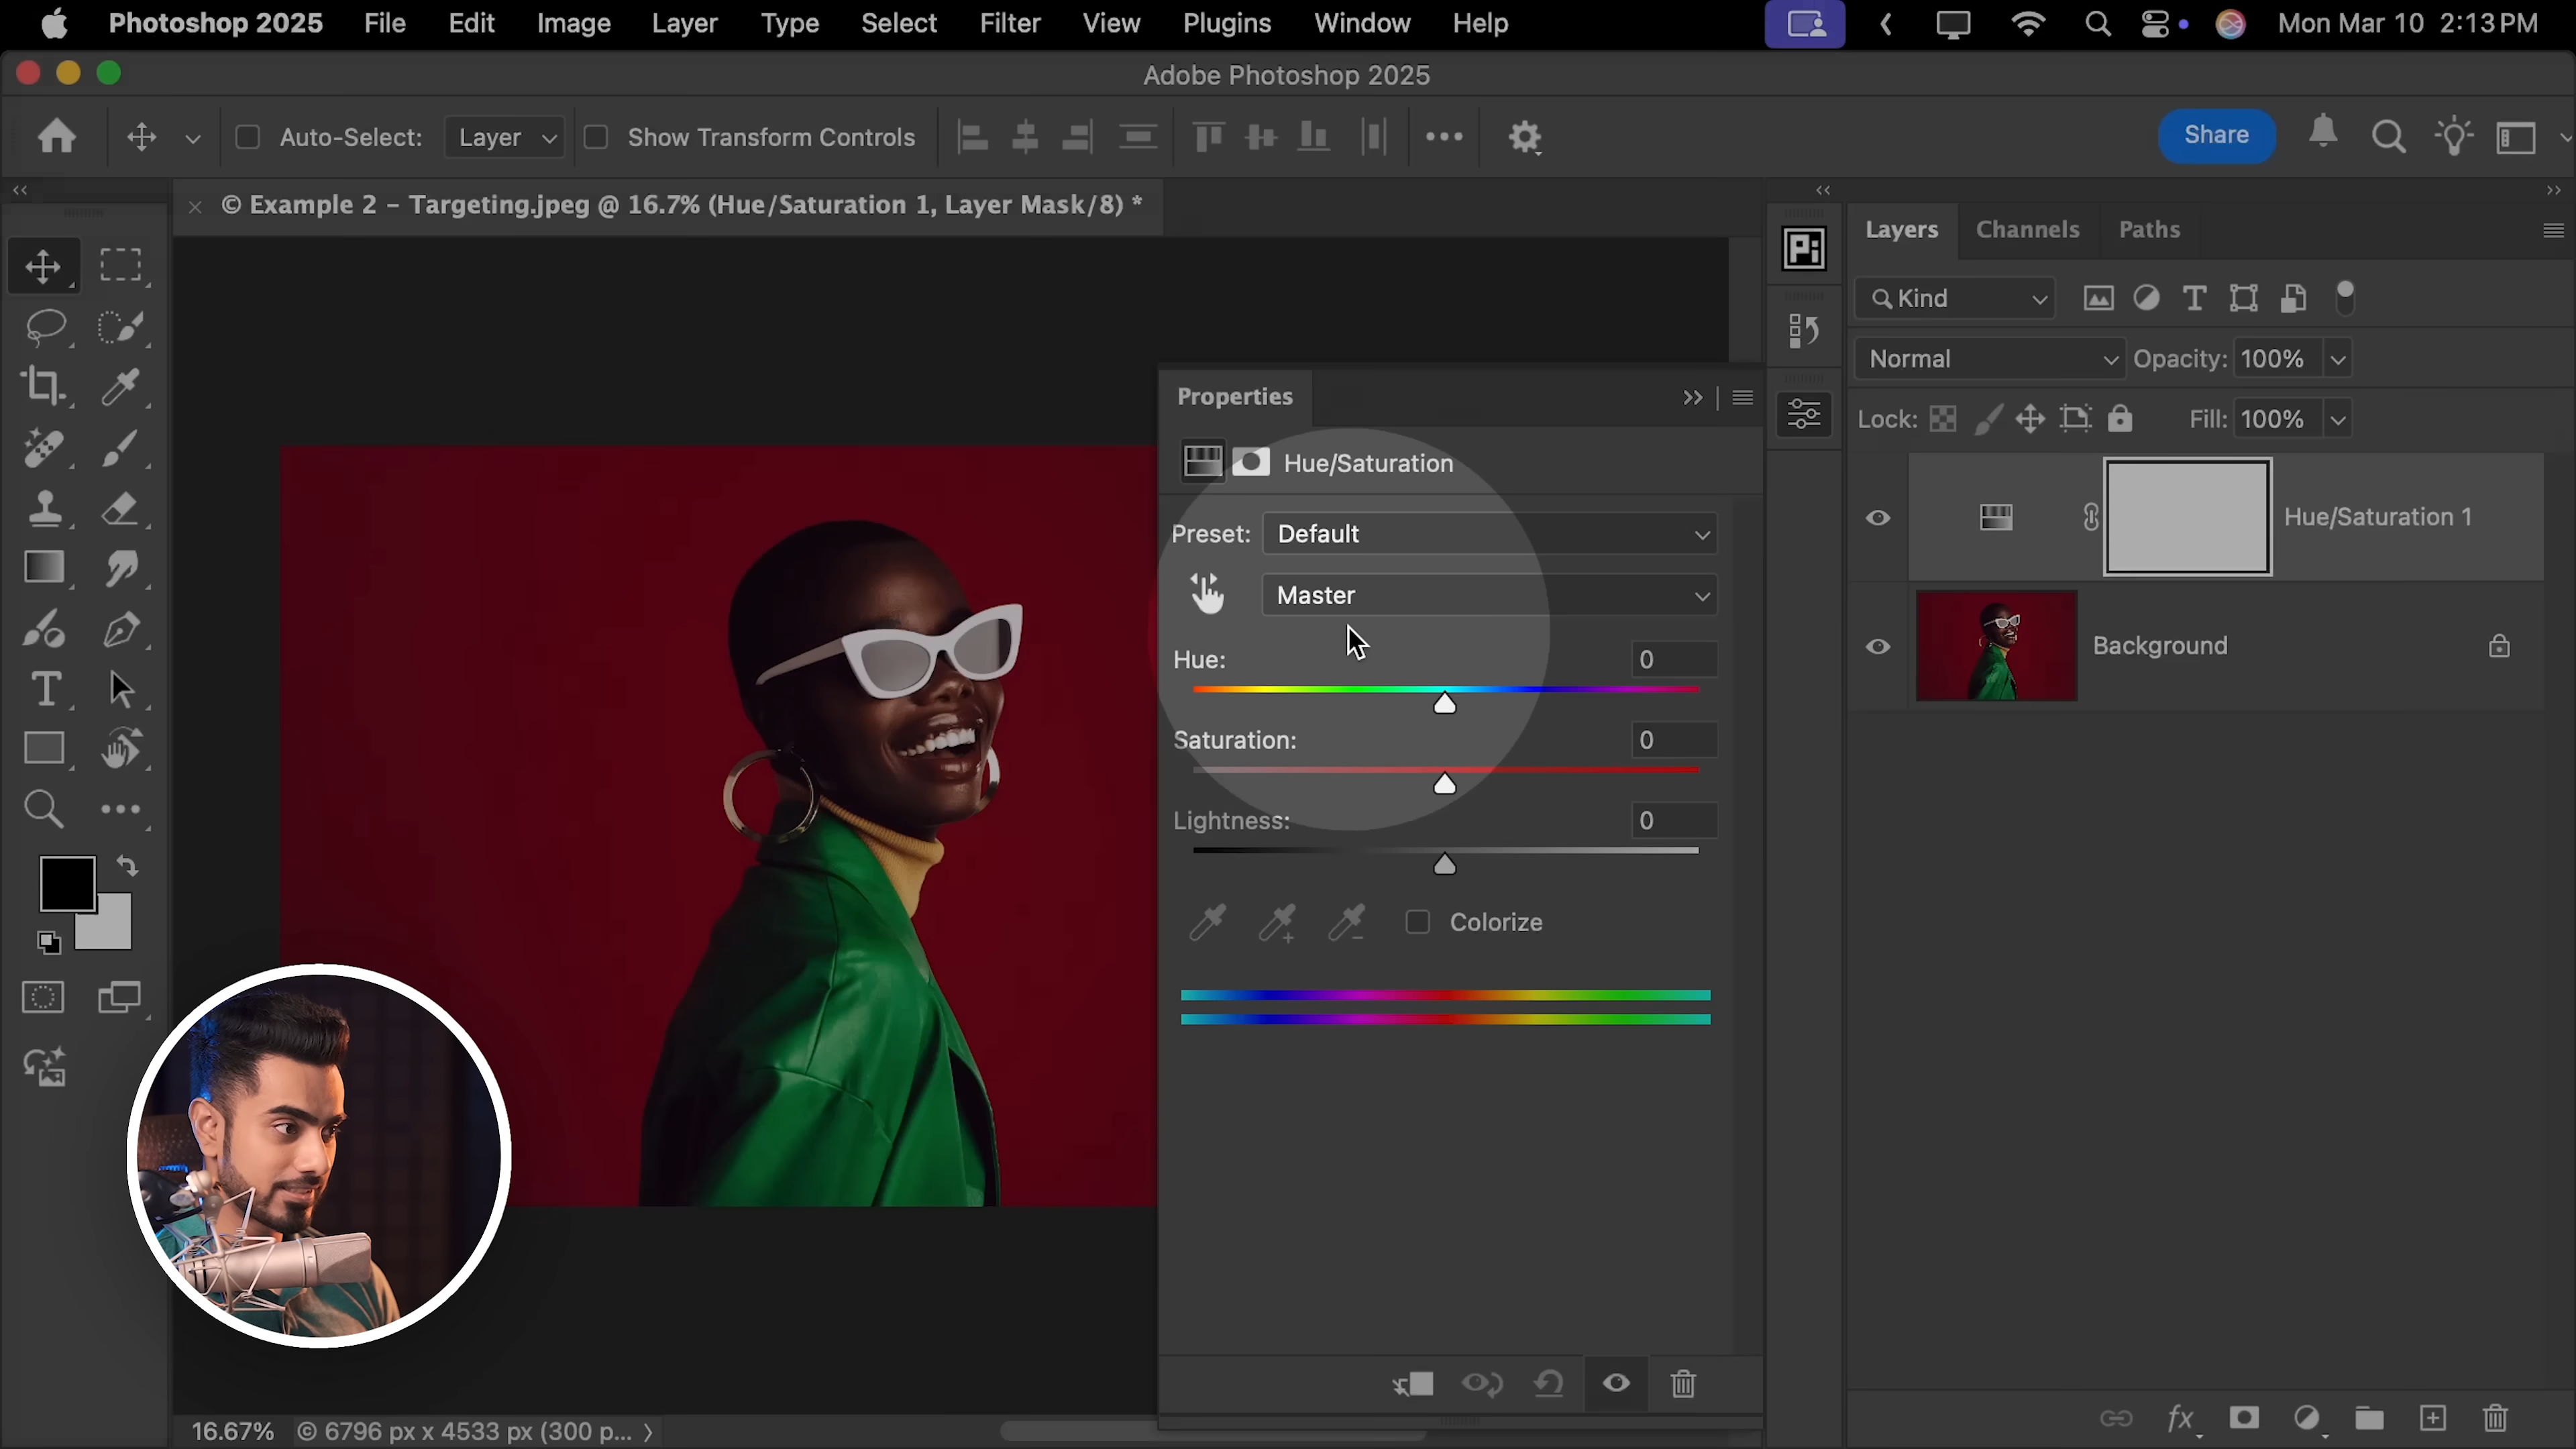 Photoshop 2025 File Edit Image Layer Type Select Filter View Plugins Window Help Mon Mar 10 2:13 PM
Adobe Photoshop 2025
Auto-Select: Layer Show Transform Controls Share
© Example 2 – Targeting.jpeg @ 16.7% (Hue/Saturation 1, Layer Mask/8) *
Pi
Layers Channels Paths
Kind
Normal Opacity: 100%
Lock: Fill: 100%
Hue/Saturation 1
Background
Properties
Hue/Saturation
Preset: Default
Master
Hue: 0
Saturation: 0
Lightness: 0
Colorize
16.67% © 6796 px x 4533 px (300 p...
fx